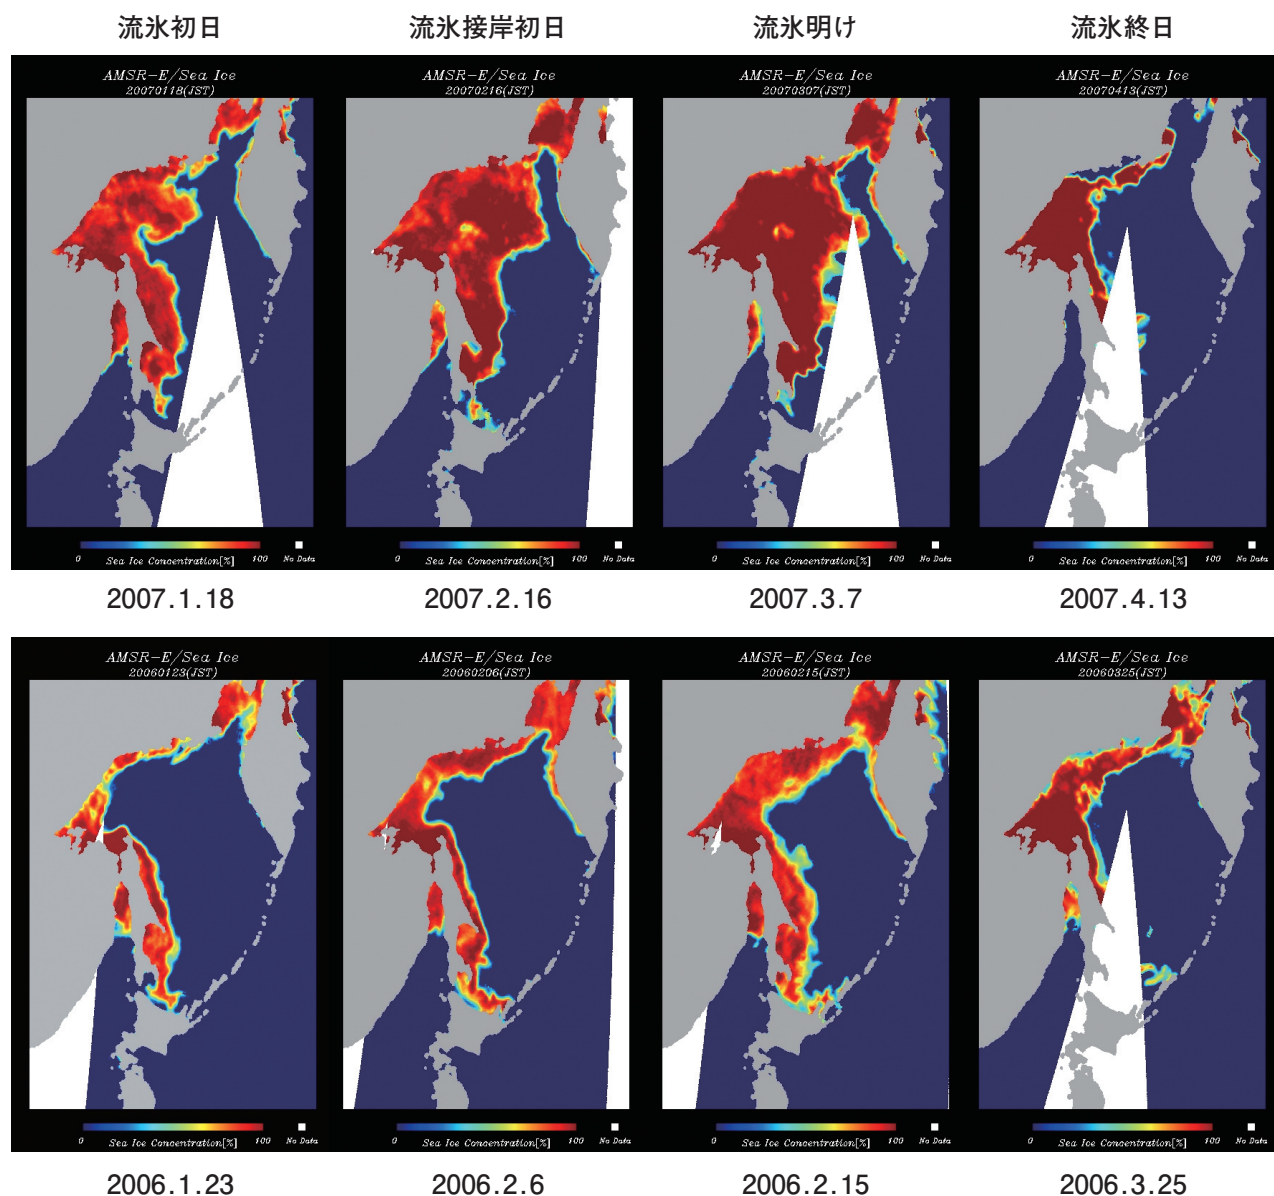 流氷初日
流氷接岸初日
流氷明け
流氷終日
AMSR-E/Sea Ice
20070118(JST)
AMSR-E/Sea Ice
20070216(JST)
AMSR-E/Sea Ice
20070307(JST)
AMSR-E/Sea Ice
20070413(JST)
0 Sea Ice Concentration[%] 100 No Data
0 Sea Ice Concentration[%] 100 No Data
0 Sea Ice Concentration[%] 100 No Data
0 Sea Ice Concentration[%] 100 No Data
2007.1.18
2007.2.16
2007.3.7
2007.4.13
AMSR-E/Sea Ice
20060123(JST)
AMSR-E/Sea Ice
20060206(JST)
AMSR-E/Sea Ice
20060215(JST)
AMSR-E/Sea Ice
20060325(JST)
0 Sea Ice Concentration[%] 100 No Data
0 Sea Ice Concentration[%] 100 No Data
0 Sea Ice Concentration[%] 100 No Data
0 Sea Ice Concentration[%] 100 No Data
2006.1.23
2006.2.6
2006.2.15
2006.3.25